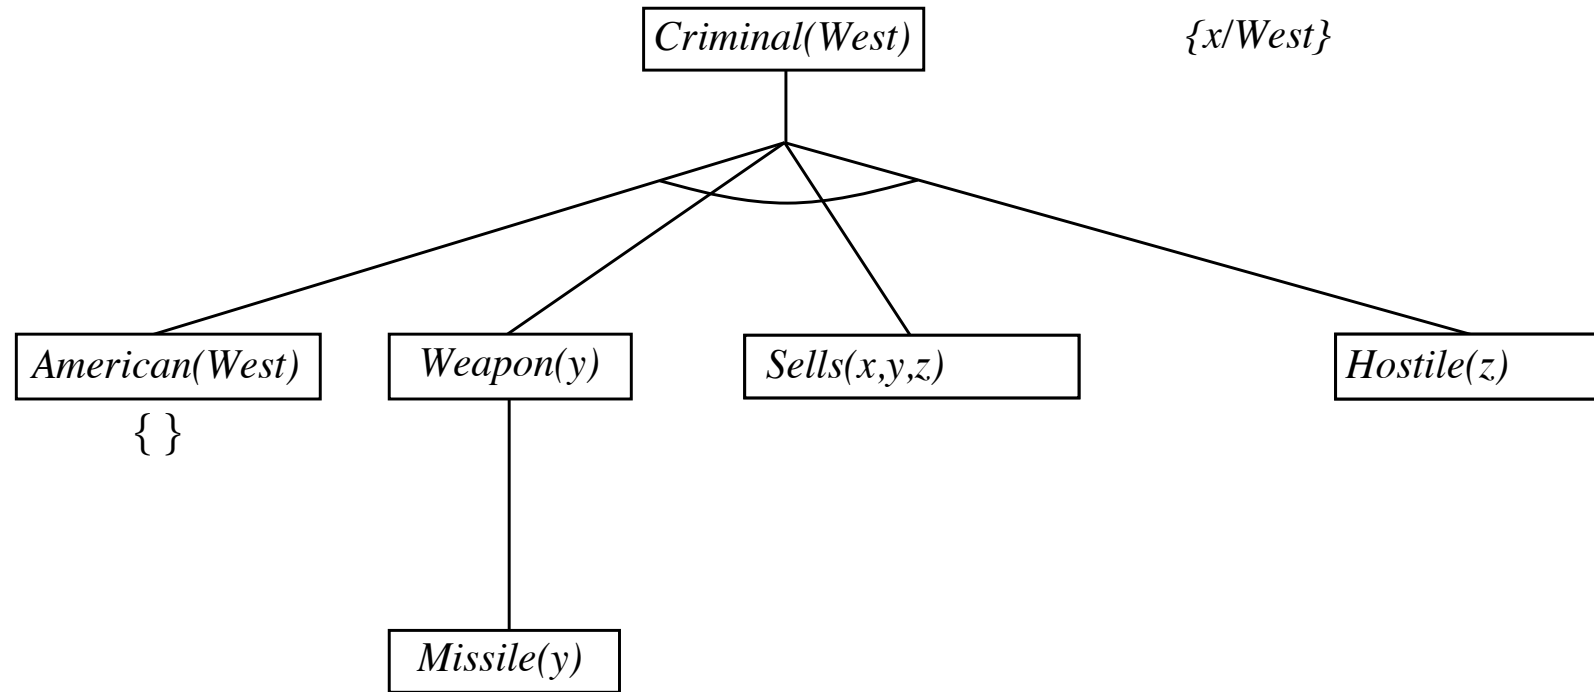 Criminal(West)
{x/West}
American(West)
Weapon(y)
Sells(x,y,z)
Hostile(z)
{ }
Missile(y)